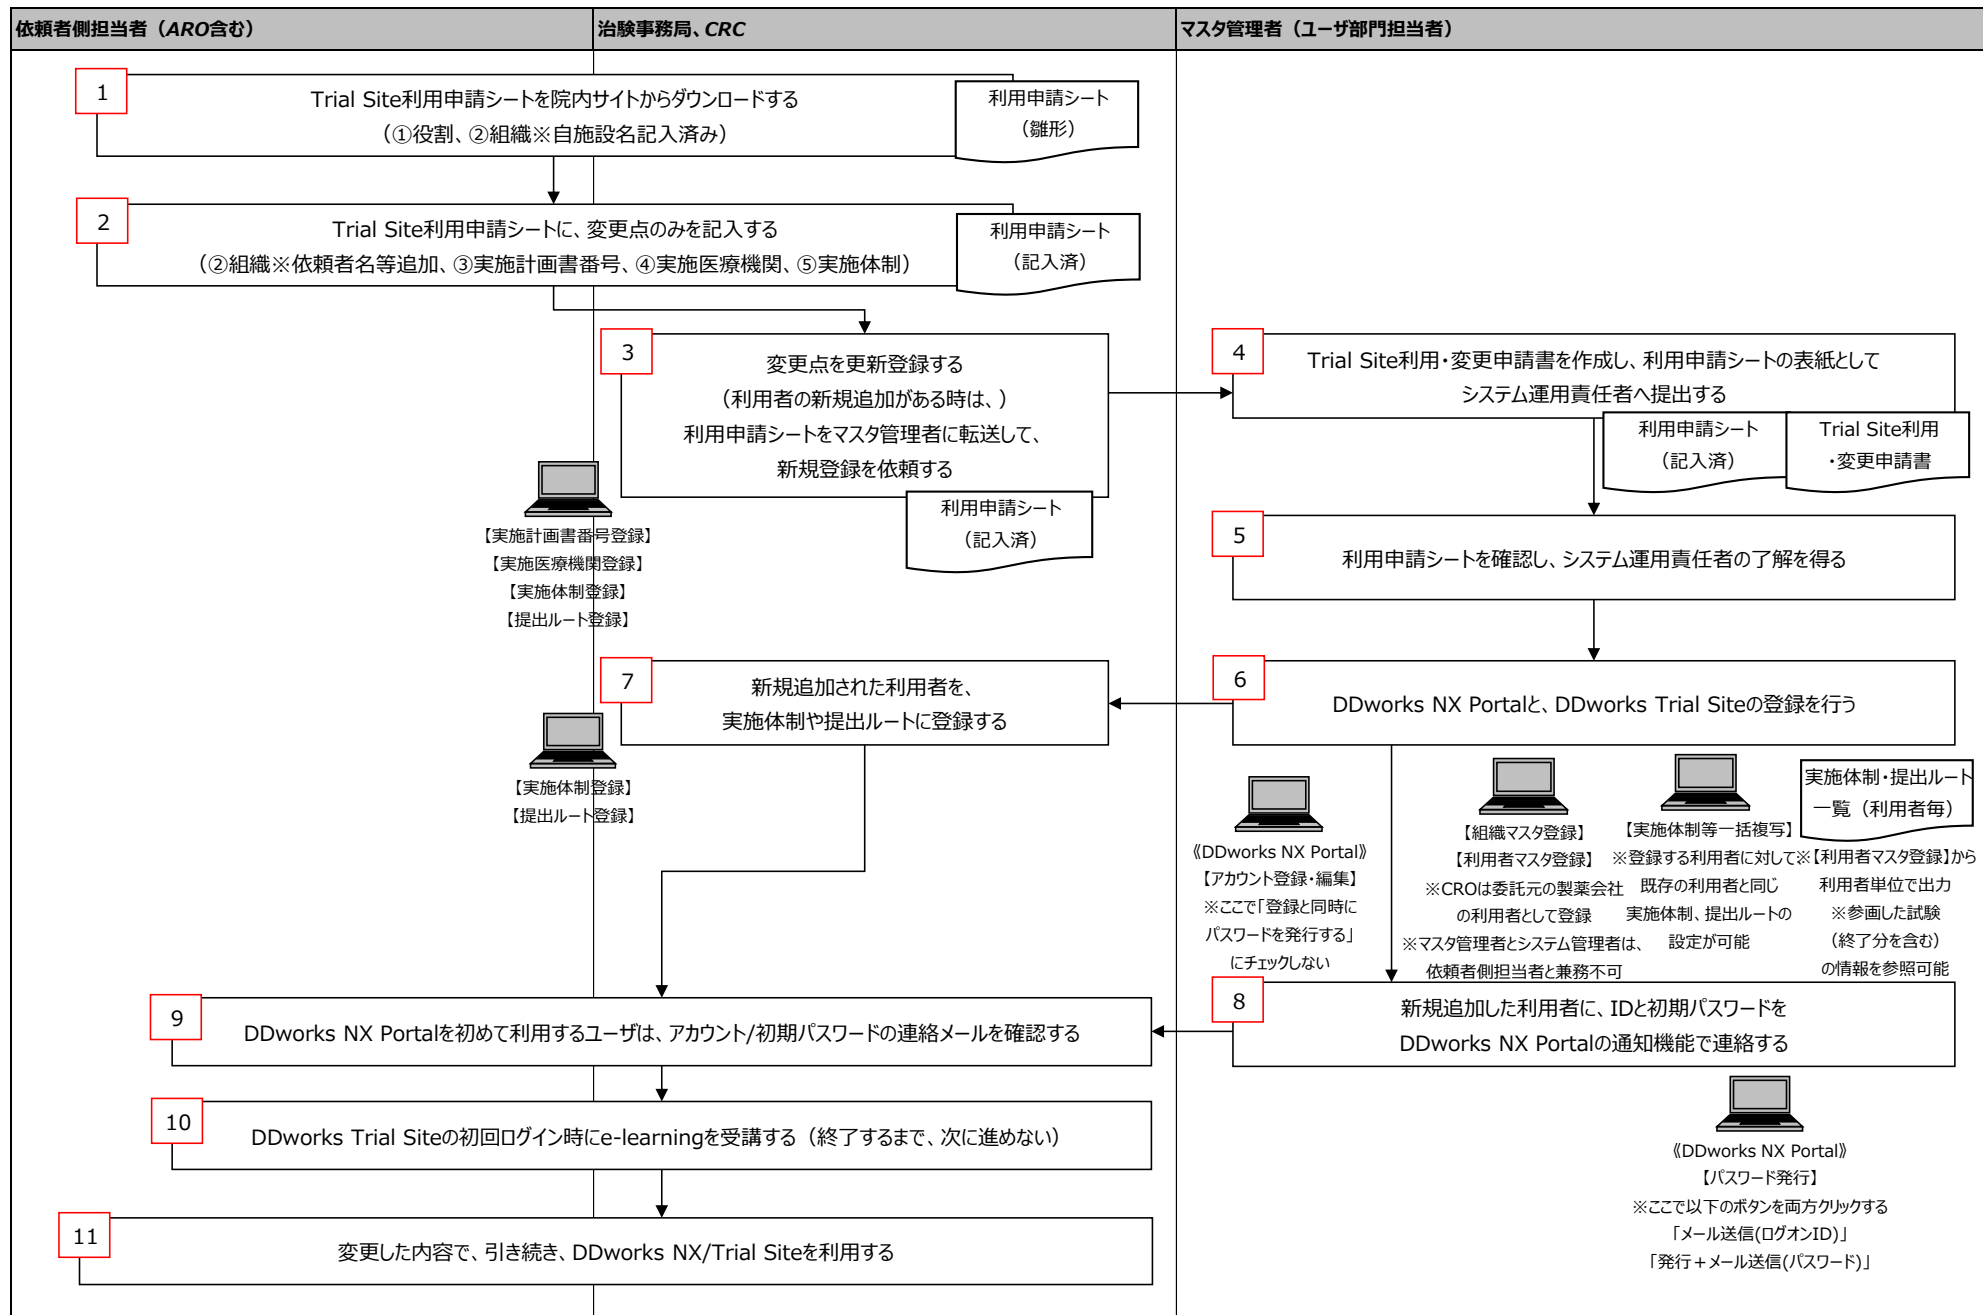 依頼者側担当者（ARO含む）
治験事務局、CRC
マスタ管理者（ユーザ部門担当者）
1
Trial Site利用申請シートを院内サイトからダウンロードする
（①役割、②組織※自施設名記入済み）
利用申請シート
（雛形）
2
Trial Site利用申請シートに、変更点のみを記入する
（②組織※依頼者名等追加、③実施計画書番号、④実施医療機関、⑤実施体制）
利用申請シート
（記入済）
3
変更点を更新登録する
（利用者の新規追加がある時は、）
利用申請シートをマスタ管理者に転送して、
新規登録を依頼する
利用申請シート
（記入済）
【実施計画書番号登録】
【実施医療機関登録】
【実施体制登録】
【提出ルート登録】
4
Trial Site利用・変更申請書を作成し、利用申請シートの表紙として
システム運用責任者へ提出する
利用申請シート
（記入済）
Trial Site利用
・変更申請書
5
利用申請シートを確認し、システム運用責任者の了解を得る
6
DDworks NX Portalと、DDworks Trial Siteの登録を行う
7
新規追加された利用者を、
実施体制や提出ルートに登録する
【実施体制登録】
【提出ルート登録】
《DDworks NX Portal》
【アカウント登録・編集】
※ここで「登録と同時に
パスワードを発行する」
にチェックしない
【組織マスタ登録】
【利用者マスタ登録】
※CROは委託元の製薬会社
の利用者として登録
※マスタ管理者とシステム管理者は、
依頼者側担当者と兼務不可
【実施体制等一括複写】
※登録する利用者に対して、
既存の利用者と同じ
実施体制、提出ルートの
設定が可能
実施体制・提出ルート
一覧（利用者毎）
※【利用者マスタ登録】から
利用者単位で出力
※参画した試験
（終了分を含む）
の情報を参照可能
8
新規追加した利用者に、IDと初期パスワードを
DDworks NX Portalの通知機能で連絡する
《DDworks NX Portal》
【パスワード発行】
※ここで以下のボタンを両方クリックする
「メール送信(ログオンID)」
「発行＋メール送信(パスワード)」
9
DDworks NX Portalを初めて利用するユーザは、アカウント/初期パスワードの連絡メールを確認する
10
DDworks Trial Siteの初回ログイン時にe-learningを受講する（終了するまで、次に進めない）
11
変更した内容で、引き続き、DDworks NX/Trial Siteを利用する